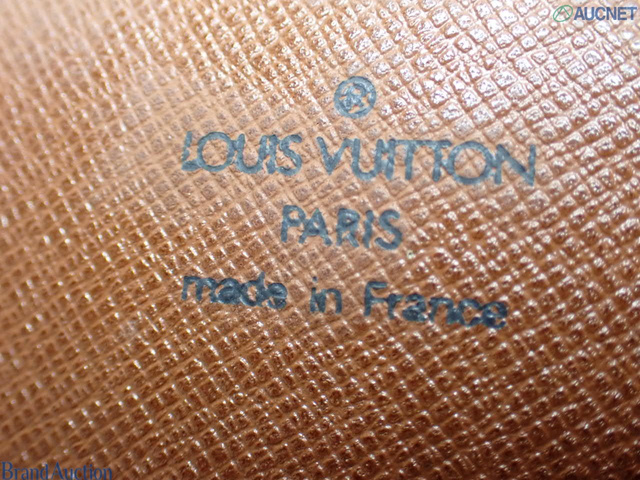 AUCNET
LOUIS VUITTON
PARIS
made in France
Brand Auction